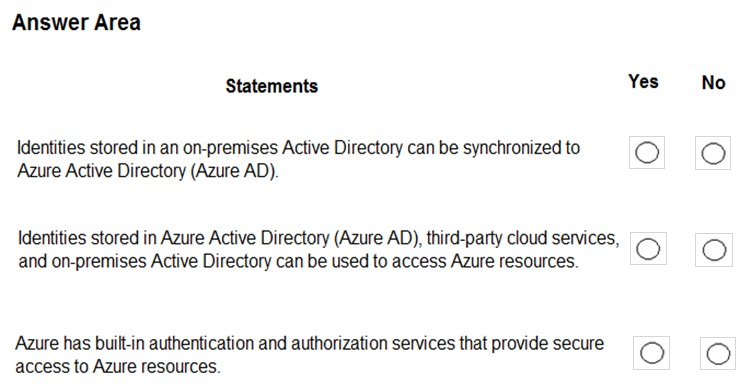 Answer Area
Statements Yes No
Identities stored in an on-premises Active Directory can be synchronized to
Azure Active Directory (Azure AD).
Identities stored in Azure Active Directory (Azure AD), third-party cloud services,
and on-premises Active Directory can be used to access Azure resources.
Azure has built-in authentication and authorization services that provide secure
access to Azure resources.